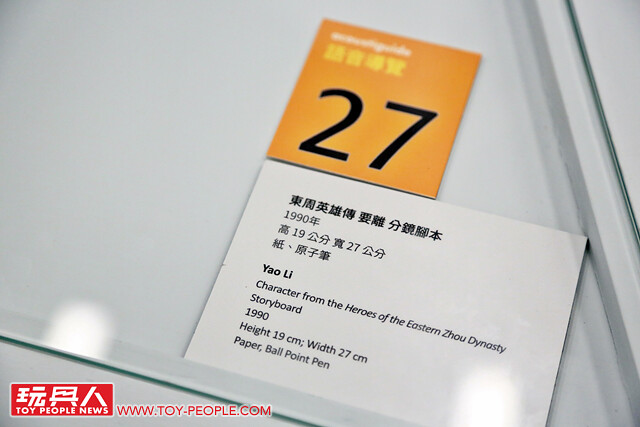 語音導覽
27
東周英雄傳 要離 分鏡腳本
1990年
高 19 公分 寬 27 公分
紙、原子筆
Yao Li
Character from the Heroes of the Eastern Zhou Dynasty
Storyboard
1990
Height 19 cm; Width 27 cm
Paper, Ball Point Pen
玩具人
TOY PEOPLE NEWS
WWW.TOY-PEOPLE.COM